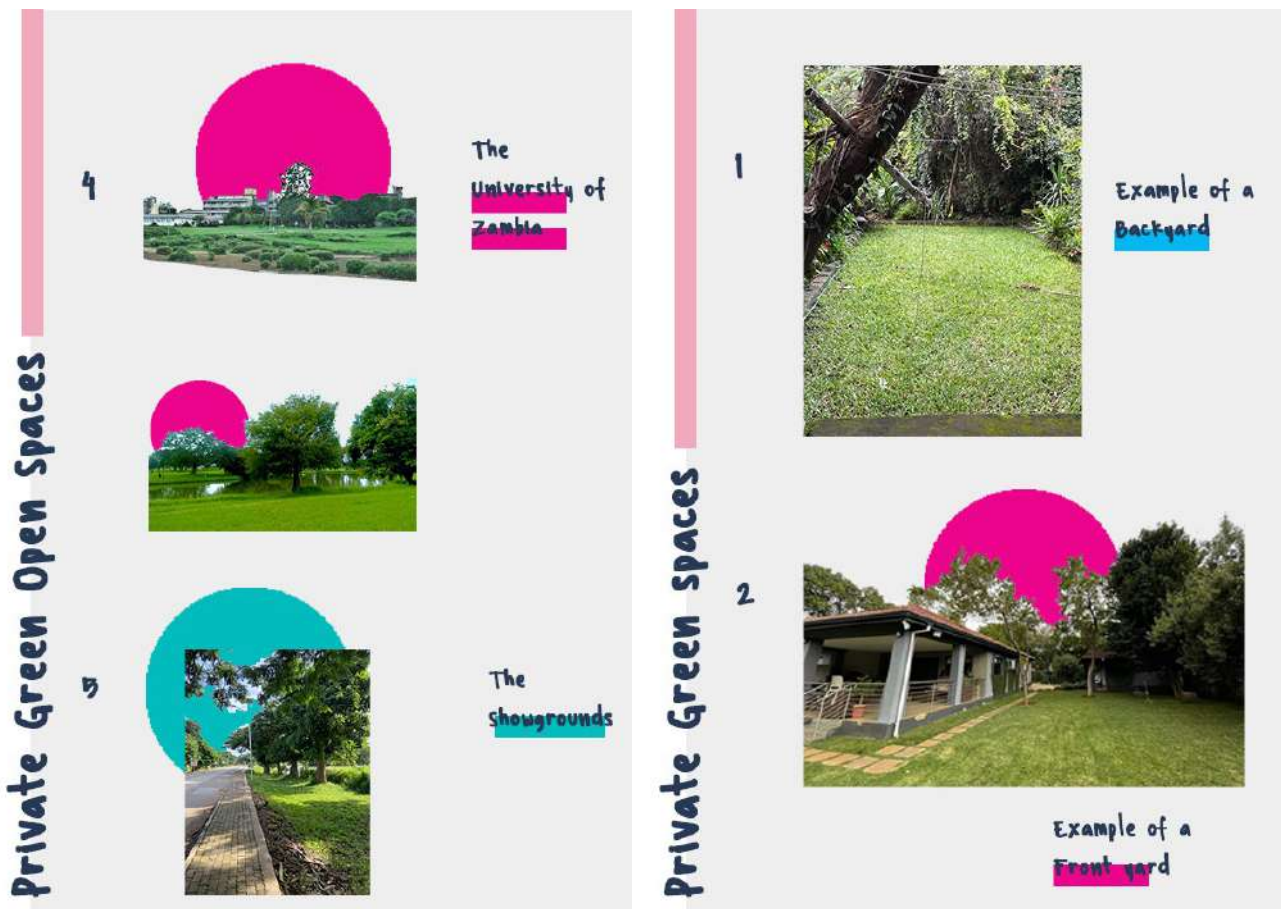 Private Green Open Spaces
4
The
University of
Zambia
5
The
Showgrounds
Private Green spaces
1
Example of a
Backyard
2
Example of a
Front yard